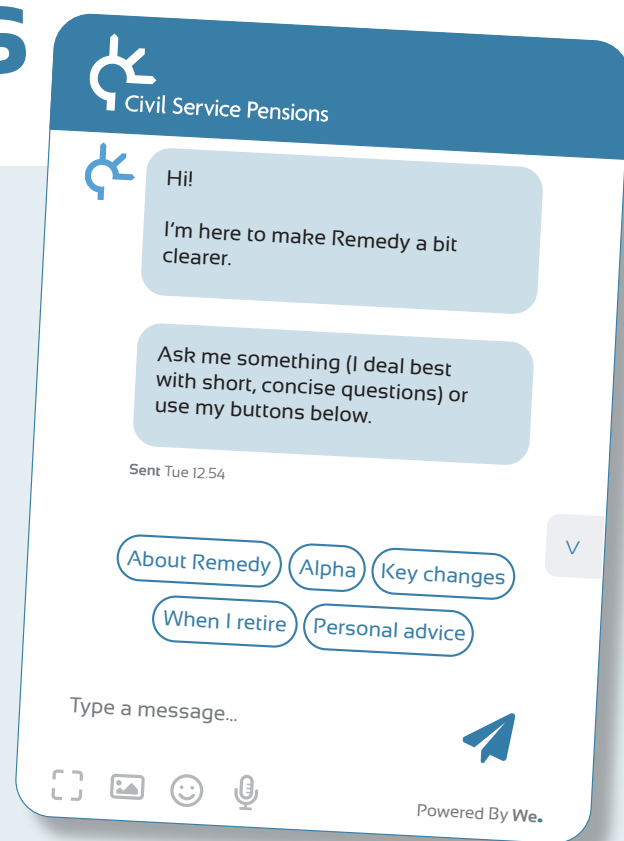 s
Civil Service Pensions
Hi!
I'm here to make Remedy a bit
clearer.
Ask me something (I deal best
with short, concise questions) or
use my buttons below.
Sent Tue 12.54
V
About Remedy Alpha Key changes
When I retire Personal advice
Type a message...
Powered By We.